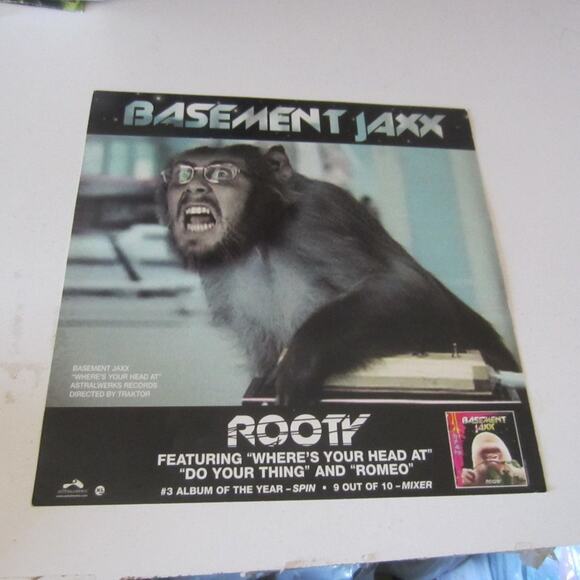 BASEMENT JAXX
BASEMENT JAXX
"WHERE'S YOUR HEAD AT"
ASTRALWERKS RECORDS
DIRECTED BY TRAKTOR
ROOTY
FEATURING "WHERE'S YOUR HEAD AT"
"DO YOUR THING" AND "ROMEO"
#3 ALBUM OF THE YEAR –SPIN • 9 OUT OF 10 –MIXER
BASEMENT
JAXX
ROOTY